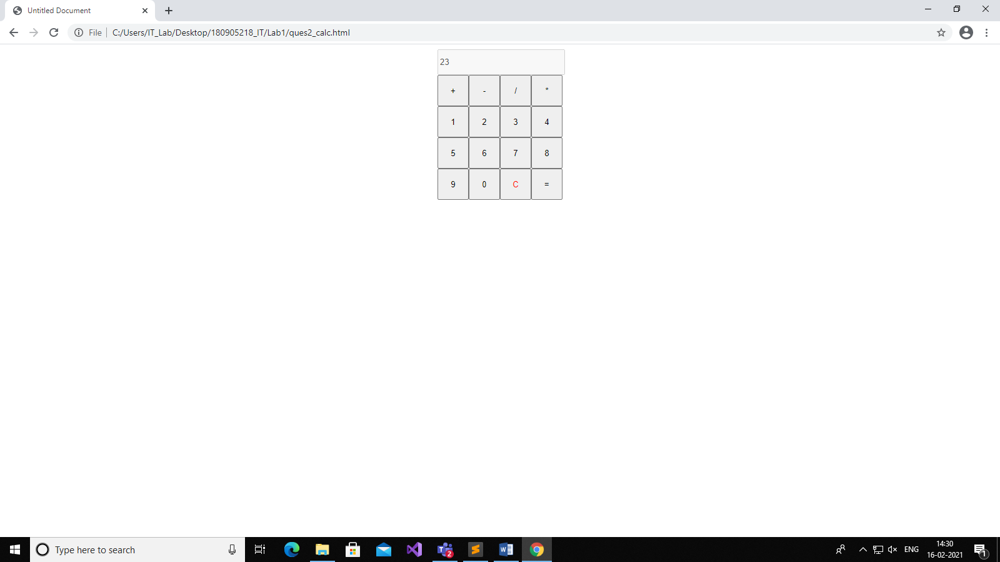 Untitled Document
File C:/Users/IT_Lab/Desktop/180905218_IT/Lab1/ques2_calc.html
23
+ - / *
1 2 3 4
5 6 7 8
9 0 C =
Type here to search
2
ENG
14:30
16-02-2021
1